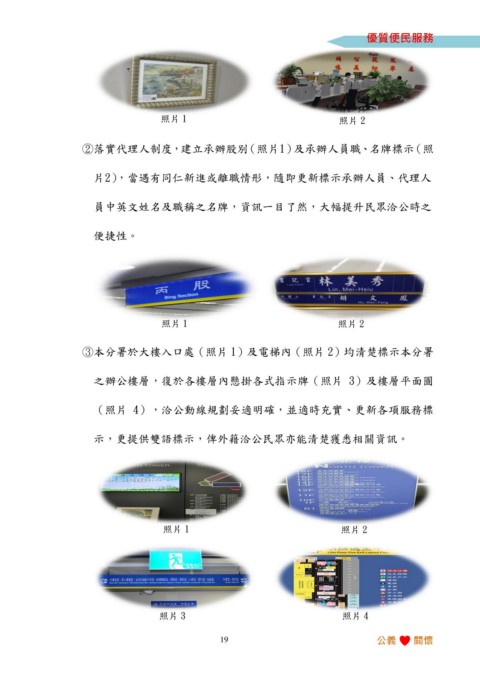 優質便民服務
照片 1
照片 2
②落實代理人制度，建立承辦股別(照片1)及承辦人員職、名牌標示(照
片2)，當遇有同仁新進或離職情形，隨即更新標示承辦人員、代理人
員中英文姓名及職稱之名牌，資訊一目了然，大幅提升民眾洽公時之
便捷性。
丙 股
Bing Section
書記官 林美秀
Lin, Mei-Hsiu
胡文鳳
照片 1
照片 2
③本分署於大樓入口處（照片 1）及電梯內（照片 2）均清楚標示本分署
之辦公樓層，復於各樓層內懸掛各式指示牌（照片 3）及樓層平面圖
（照片 4），洽公動線規劃妥適明確，並適時充實、更新各項服務標
示，更提供雙語標示，俾外籍洽公民眾亦能清楚獲悉相關資訊。
照片 1
照片 2
照片 3
照片 4
19
公義 關懷